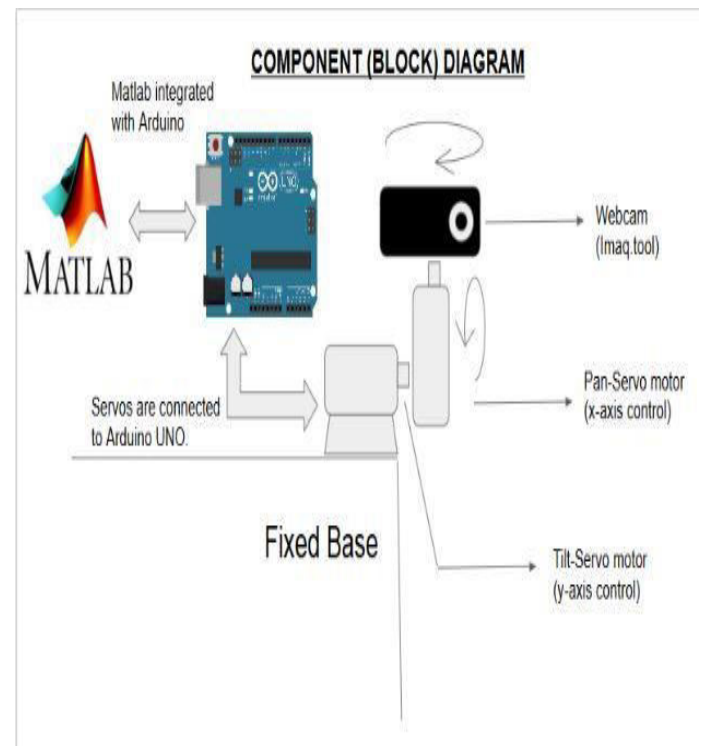 COMPONENT (BLOCK) DIAGRAM
Matlab integrated
with Arduino
MATLAB
UNO
Webcam
(Imaq.tool)
Pan-Servo motor
(x-axis control)
Servos are connected
to Arduino UNO.
Fixed Base
Tilt-Servo motor
(y-axis control)